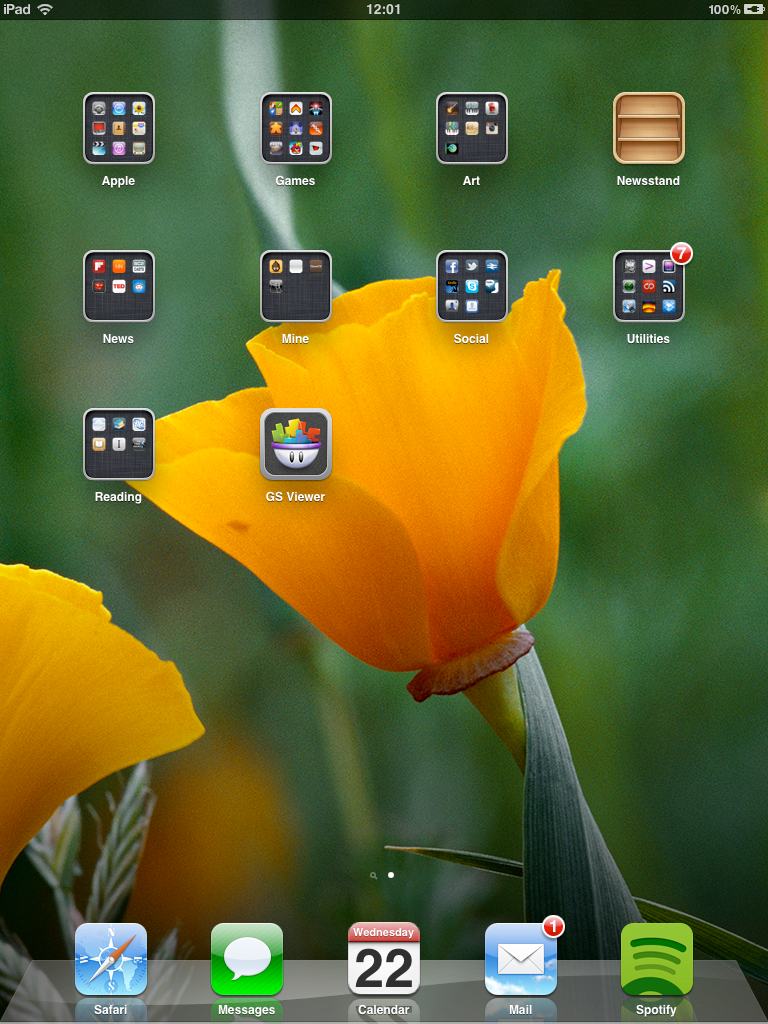 iPad 12:01 100%
Apple Games Art Newsstand
7
News Mine Social Utilities
TED
Reading GS Viewer
Wednesday 1
22
Safari Messages Calendar Mail Spotify